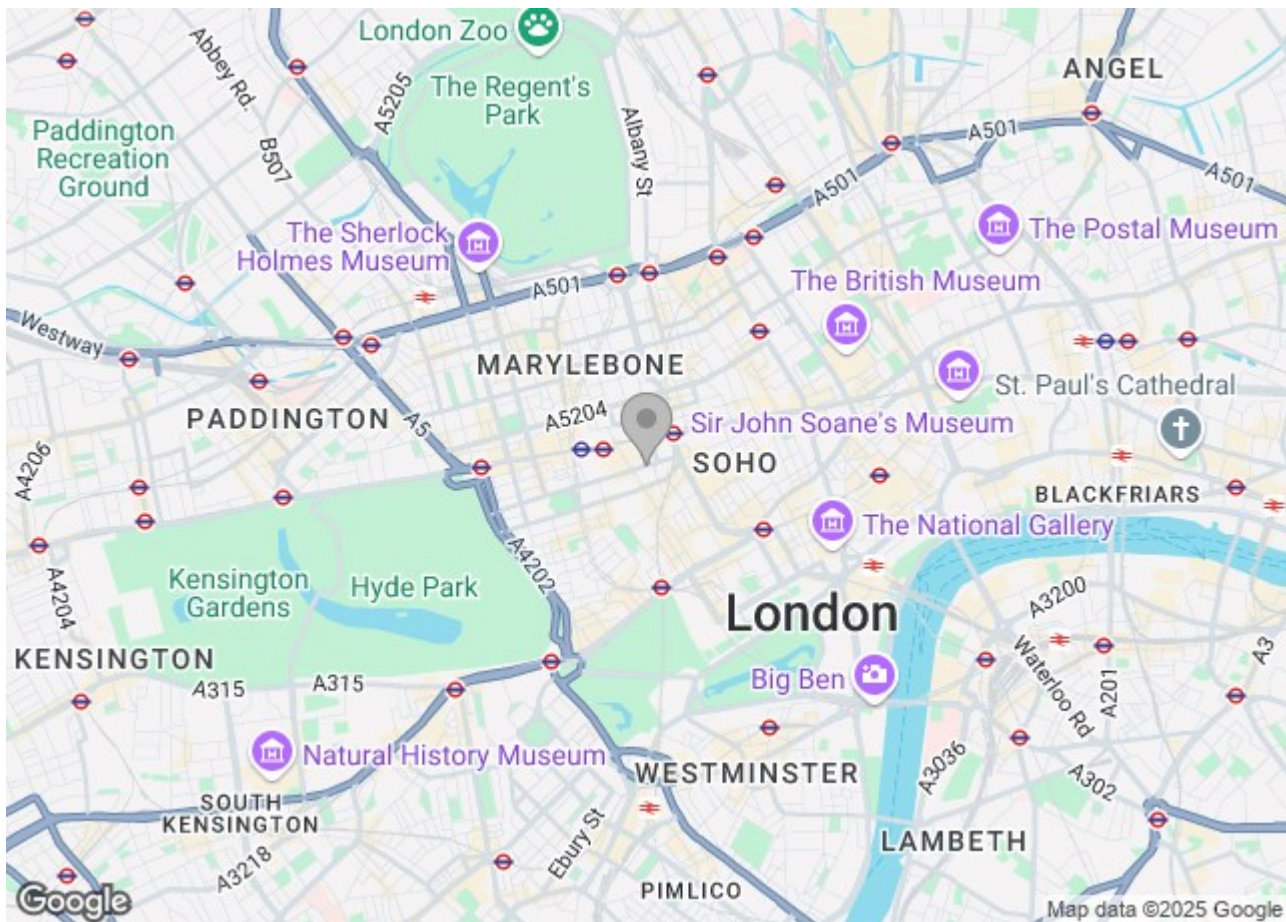 London Zoo
ANGEL
Abbey Rd.
A5205
The Regent's
Park
Albany St
A501
Paddington
Recreation
Ground
B507
A501
A501
The Sherlock
Holmes Museum
The Postal Museum
A501
The British Museum
Westway
MARYLEBONE
St. Paul's Cathedral
PADDINGTON
A5
A5204
Sir John Soane's Museum
SOHO
A4206
BLACKFRIARS
The National Gallery
A4202
Kensington
Gardens
Hyde Park
A4204
A3200
London
KENSINGTON
A315
A315
Big Ben
Waterloo Rd
A201
A3
Natural History Museum
WESTMINSTER
A3036
A302
SOUTH
KENSINGTON
Ebury St
LAMBETH
A3218
PIMLICO
Google
Map data ©2025 Google